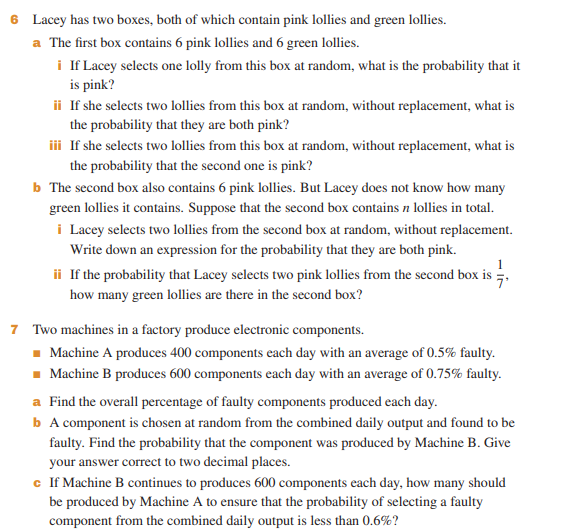 6 Lacey has two boxes, both of which contain pink lollies and green lollies.
a The first box contains 6 pink lollies and 6 green lollies.
i If Lacey selects one lolly from this box at random, what is the probability that it
is pink?
ii If she selects two lollies from this box at random, without replacement, what is
the probability that they are both pink?
iii If she selects two lollies from this box at random, without replacement, what is
the probability that the second one is pink?
b The second box also contains 6 pink lollies. But Lacey does not know how many
green lollies it contains. Suppose that the second box contains n lollies in total.
i Lacey selects two lollies from the second box at random, without replacement.
Write down an expression for the probability that they are both pink.
ii If the probability that Lacey selects two pink lollies from the second box is 1/7,
how many green lollies are there in the second box?
7 Two machines in a factory produce electronic components.
■ Machine A produces 400 components each day with an average of 0.5% faulty.
■ Machine B produces 600 components each day with an average of 0.75% faulty.
a Find the overall percentage of faulty components produced each day.
b A component is chosen at random from the combined daily output and found to be
faulty. Find the probability that the component was produced by Machine B. Give
your answer correct to two decimal places.
c If Machine B continues to produces 600 components each day, how many should
be produced by Machine A to ensure that the probability of selecting a faulty
component from the combined daily output is less than 0.6%?